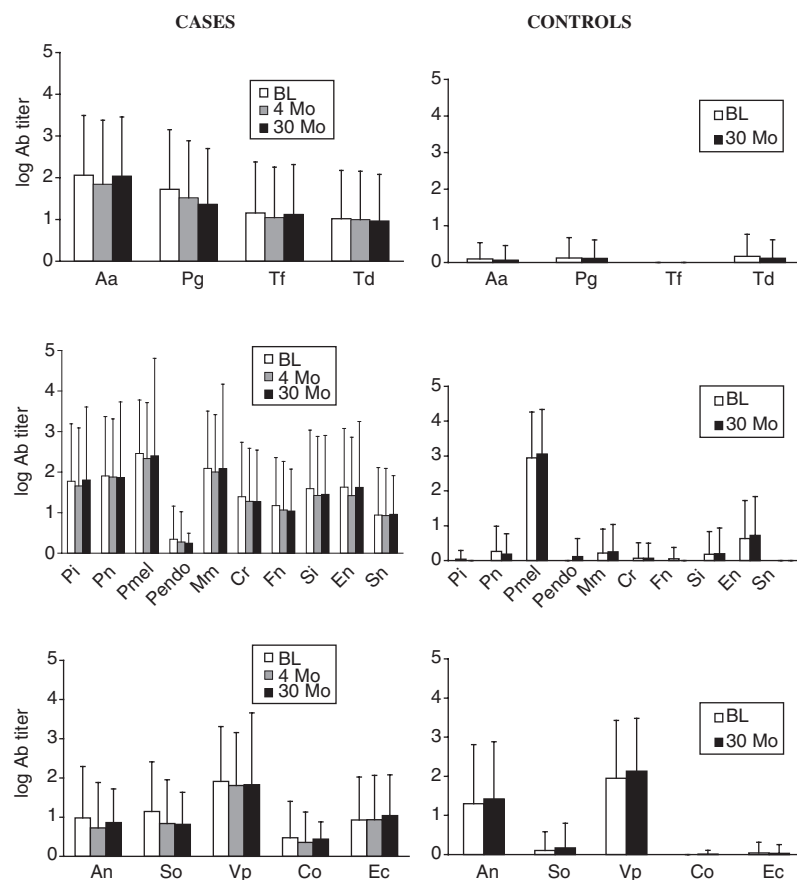 CASES
CONTROLS
5
4
3
2
1
0
log Ab titer
BL
4 Mo
30 Mo
Aa
Pg
Tf
Td
5
4
3
2
1
0
BL
30 Mo
Aa
Pg
Tf
Td
5
4
3
2
1
0
log Ab titer
BL
4 Mo
30 Mo
Pi
Pn
Pmel
Pendo
Mm
Cr
Fn
Si
En
Sn
5
4
3
2
1
0
BL
30 Mo
Pi
Pn
Pmel
Pendo
Mm
Cr
Fn
Si
En
Sn
5
4
3
2
1
0
log Ab titer
BL
4 Mo
30 Mo
An
So
Vp
Co
Ec
5
4
3
2
1
0
BL
30 Mo
An
So
Vp
Co
Ec